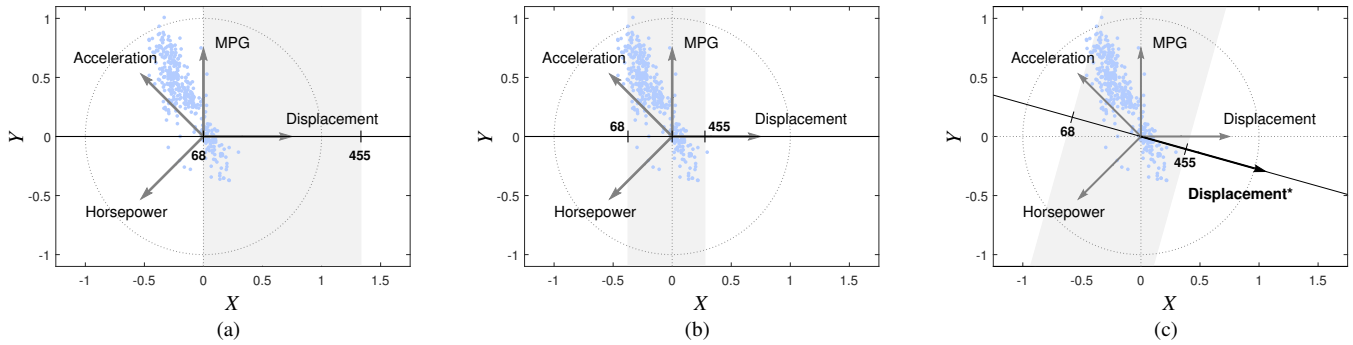 1
0.5
0
-0.5
-1
Y
MPG
Acceleration
Displacement
68
455
Horsepower
-1 -0.5 0 0.5 1 1.5
X
(a)
1
0.5
0
-0.5
-1
Y
MPG
Acceleration
Displacement
68
455
Horsepower
-1 -0.5 0 0.5 1 1.5
X
(b)
1
0.5
0
-0.5
-1
Y
MPG
Acceleration
Displacement
68
455
Displacement*
Horsepower
-1 -0.5 0 0.5 1 1.5
X
(c)